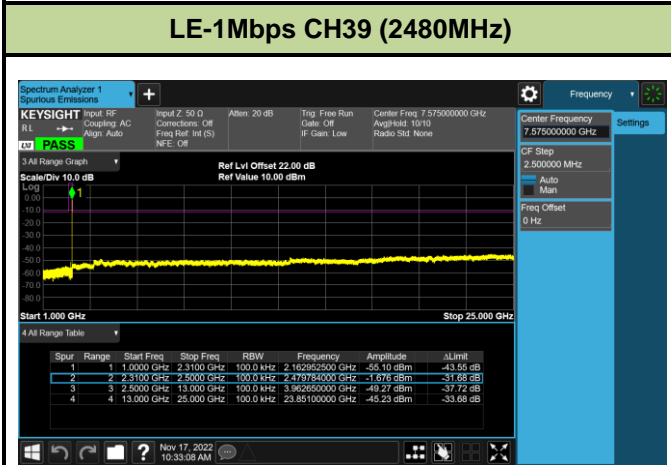 LE-1Mbps CH39 (2480MHz)
Spectrum Analyzer 1
Spurious Emissions
+
Frequency
KEYSIGHT
RL
LXI
PASS
Input: RF
Coupling: AC
Align: Auto
Input Z: 50 Ω
Corrections: Off
Freq Ref: Int (S)
NFE: Off
Atten: 20 dB
Trig: Free Run
Gate: Off
IF Gain: Low
Center Freq: 7.575000000 GHz
Avg|Hold: 10/10
Radio Std: None
Center Frequency
7.575000000 GHz
Settings
CF Step
2.500000 MHz
Auto
Man
Freq Offset
0 Hz
3 All Range Graph
Scale/Div 10.0 dB
Ref Lvl Offset 22.00 dB
Ref Value 10.00 dBm
Log
1
0.00
-10.0
-20.0
-30.0
-40.0
-50.0
-60.0
-70.0
-80.0
Start 1.000 GHz
Stop 25.000 GHz
4 All Range Table
Spur Range Start Freq Stop Freq RBW Frequency Amplitude ΔLimit
1 1 1.0000 GHz 2.3100 GHz 100.0 kHz 2.162952500 GHz -55.10 dBm -43.55 dB
2 2 2.3100 GHz 2.5000 GHz 100.0 kHz 2.479784000 GHz -1.676 dBm -31.68 dB
3 3 2.5000 GHz 13.000 GHz 100.0 kHz 3.962650000 GHz -49.27 dBm -37.72 dB
4 4 13.000 GHz 25.000 GHz 100.0 kHz 23.85100000 GHz -45.23 dBm -33.68 dB
?
Nov 17, 2022
10:33:08 AM